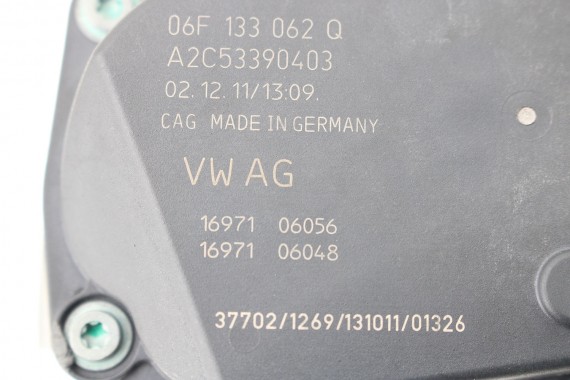 06F 133 062 Q
A2C53390403
02.12.11/13:09.
CAG MADE IN GERMANY
VW AG
16971 06056
16971 06048
37702/1269/131011/01326